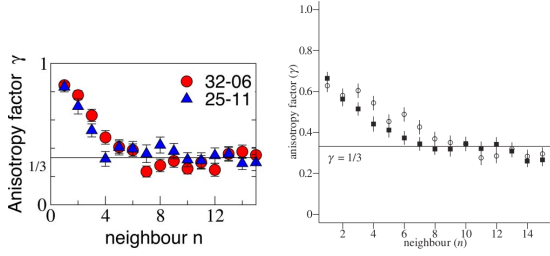 1
Anisotropy factor γ
32-06
25-11
1/3
0
0 4 8 12
neighbour n
1.0
0.8
anisotropy factor (γ)
0.6
0.4
γ = 1/3
0.2
0
2 4 6 8 10 12 14
neighbour (n)